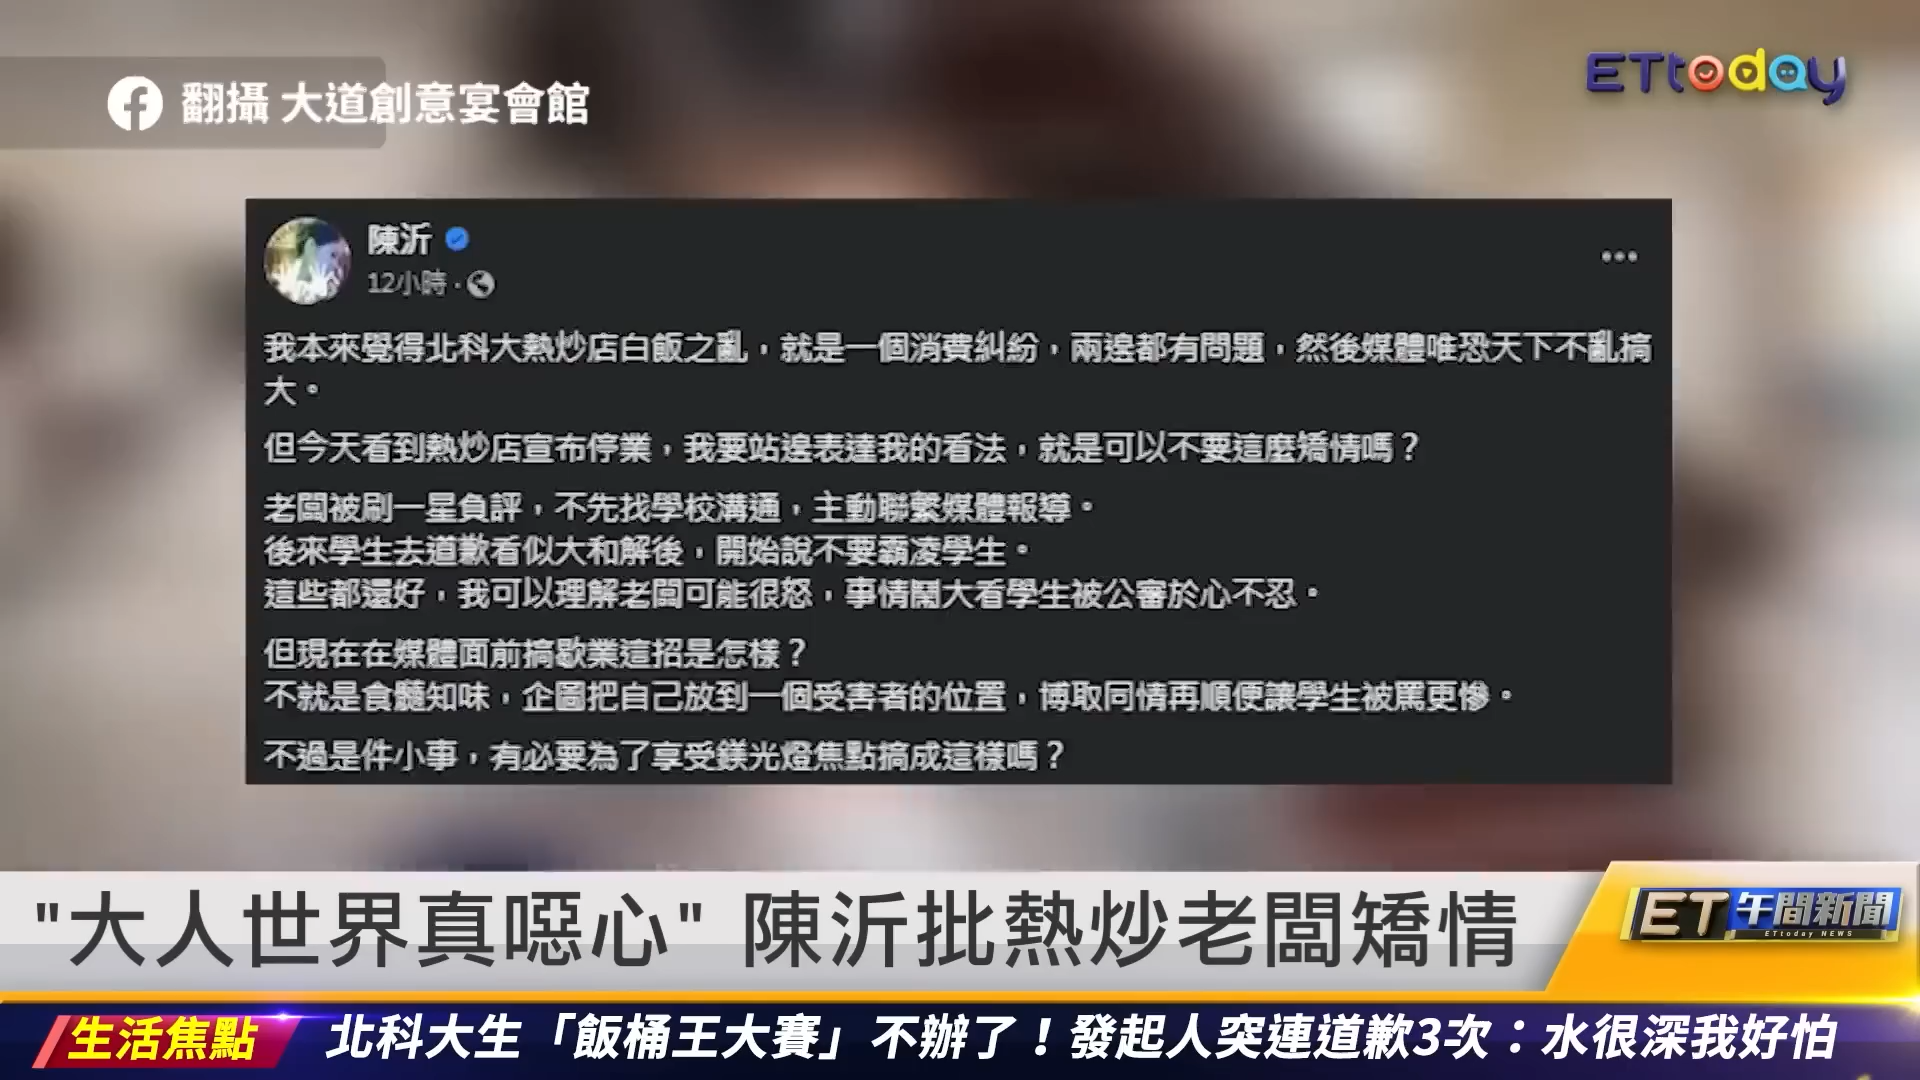 翻攝 大道創意宴會館
ETtoday
陳沂
12小時
我本來覺得北科大熱炒店白飯之亂，就是一個消費糾紛，兩邊都有問題，然後媒體唯恐天下不亂搞
大。
但今天看到熱炒店宣布停業，我要站邊表達我的看法，就是可以不要這麼矯情嗎？
老闆被刷一星負評，不先找學校溝通，主動聯繫媒體報導。
後來學生去道歉看似大和解後，開始說不要霸凌學生。
這些都還好，我可以理解老闆可能很怒，事情鬧大看學生被公審於心不忍。
但現在在媒體面前搞歇業這招是怎樣？
不就是食髓知味，企圖把自己放到一個受害者的位置，博取同情再順便讓學生被罵更慘。
不過是件小事，有必要為了享受鎂光燈焦點搞成這樣嗎？
"大人世界真噁心" 陳沂批熱炒老闆矯情
ET午間新聞
ETtoday NEWS
生活焦點
北科大生「飯桶王大賽」不辦了！發起人突連道歉3次：水很深我好怕